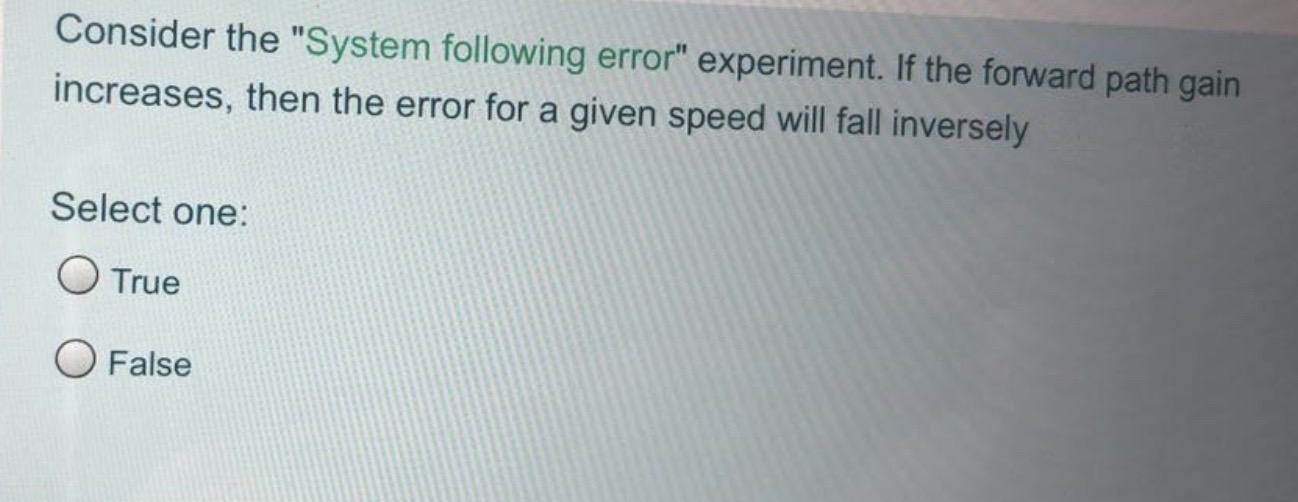 Consider the "System following error" experiment. If the forward path gain
increases, then the error for a given speed will fall inversely
Select one:
True
False